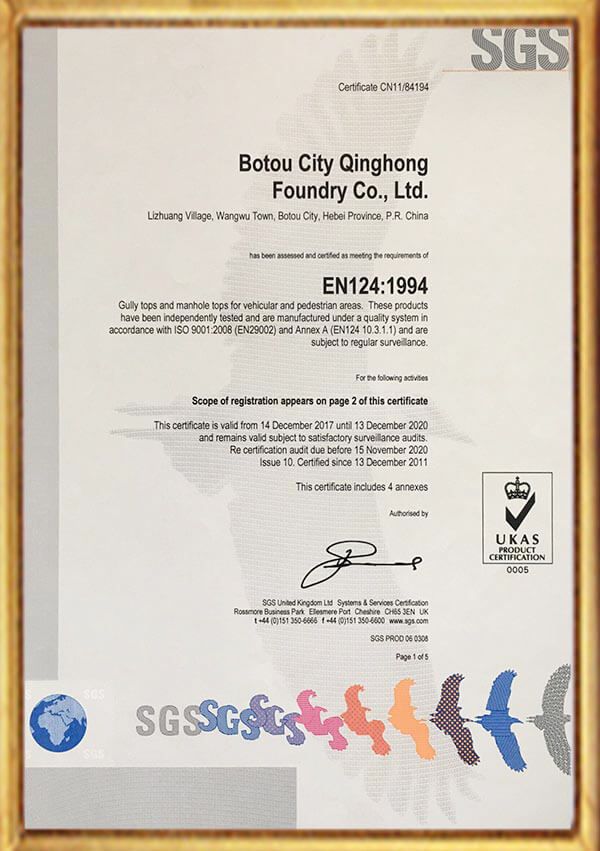 SGS
Certificate CN11/84194
Botou City Qinghong
Foundry Co., Ltd.
Lizhuang Village, Wangwu Town, Botou City, Hebei Province, P.R. China
has been assessed and certified as meeting the requirements of
EN124:1994
Gully tops and manhole tops for vehicular and pedestrian areas. These products
have been independently tested and are manufactured under a quality system in
accordance with ISO 9001:2008 (EN29002) and Annex A (EN124 10.3.1.1) and are
subject to regular surveillance.
For the following activities
Scope of registration appears on page 2 of this certificate
This certificate is valid from 14 December 2017 until 13 December 2020
and remains valid subject to satisfactory surveillance audits.
Re certification audit due before 15 November 2020
Issue 10. Certified since 13 December 2011
This certificate includes 4 annexes
Authorised by
UKAS
PRODUCT
CERTIFICATION
0005
SGS United Kingdom Ltd Systems & Services Certification
Rossmore Business Park Ellesmere Port Cheshire CH65 3EN UK
t +44 (0)151 350-6666 f +44 (0)151 350-6600 www.sgs.com
SGS PROD 06 0308
Page 1 of 5
SGS
SGS SGS SGS
SGS